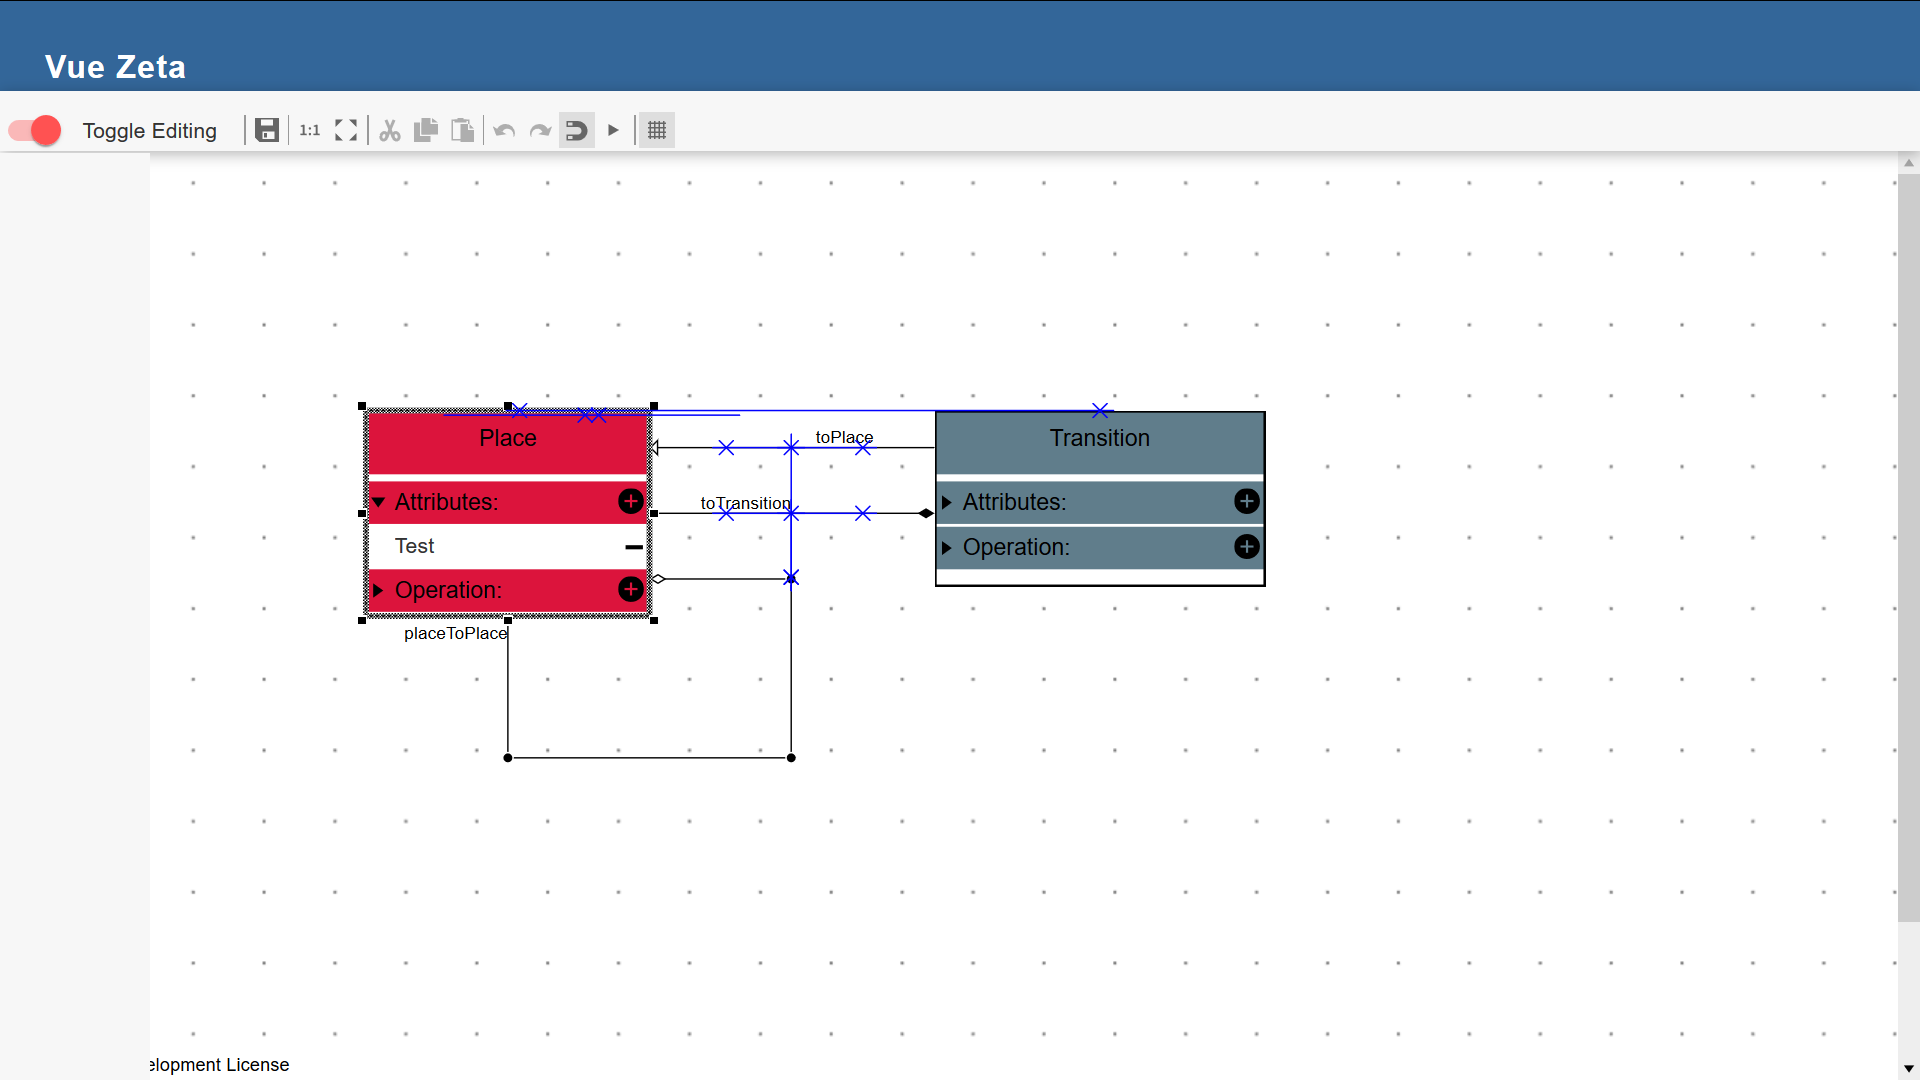 Vue Zeta
Toggle Editing
1:1
Place
toPlace
Transition
Attributes:
toTransition
Attributes:
Test
Operation:
Operation:
placeToPlace
elopment License